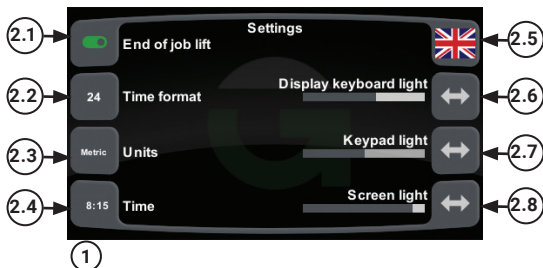 Settings
2.1
End of job lift
2.5
2.2
24
Time format
Display keyboard light
2.6
2.3
Metric
Units
Keypad light
2.7
2.4
8:15
Time
Screen light
2.8
1